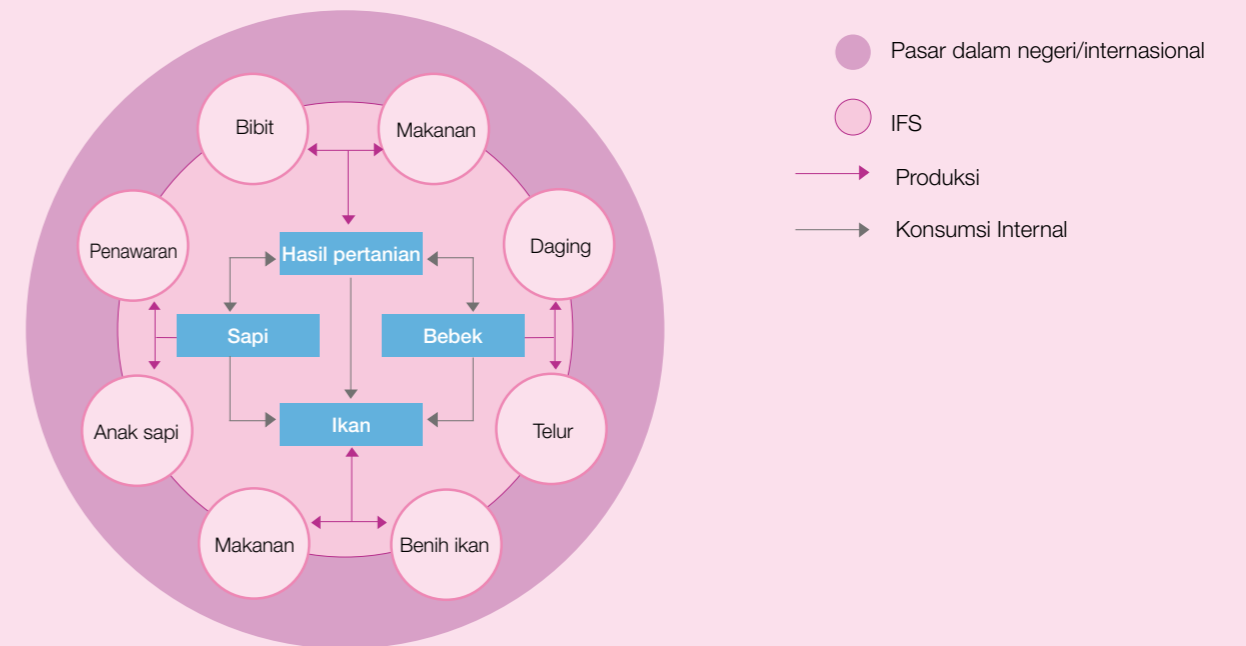 Bibit
Makanan
Penawaran
Daging
Hasil pertanian
Sapi
Bebek
Ikan
Anak sapi
Telur
Makanan
Benih ikan
Pasar dalam negeri/internasional
IFS
Produksi
Konsumsi Internal